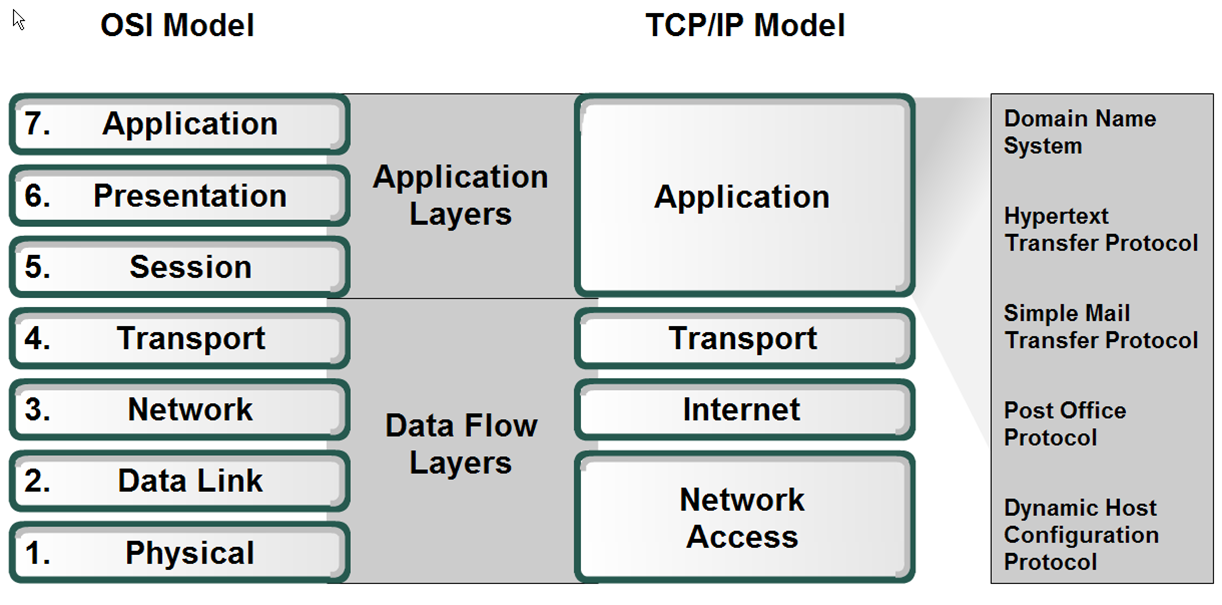 OSI Model
TCP/IP Model
7. Application
6. Presentation
5. Session
4. Transport
3. Network
2. Data Link
1. Physical
Application
Layers
Data Flow
Layers
Application
Transport
Internet
Network
Access
Domain Name
System
Hypertext
Transfer Protocol
Simple Mail
Transfer Protocol
Post Office
Protocol
Dynamic Host
Configuration
Protocol